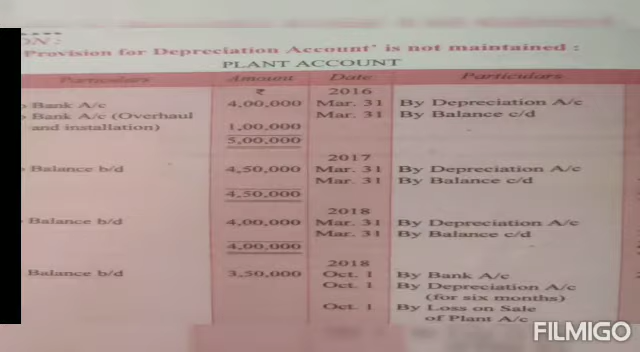 ON :
Provision for Depreciation Account' is not maintained :
PLANT ACCOUNT
Particulars Amount Date Particulars
₹ 2016
Bank A/c 4,00,000 Mar. 31 By Depreciation A/c
Bank A/c (Overhaul Mar. 31 By Balance c/d
and installation) 1,00,000
5,00,000
2017
Balance b/d 4,50,000 Mar. 31 By Depreciation A/c
Mar. 31 By Balance c/d
4,50,000
2018
Balance b/d 4,00,000 Mar. 31 By Depreciation A/c
Mar. 31 By Balance c/d
4,00,000
2018
Balance b/d 3,50,000 Oct. 1 By Bank A/c
Oct. 1 By Depreciation A/c
(for six months)
Oct. 1 By Loss on Sale
of Plant A/c
FILMIGO